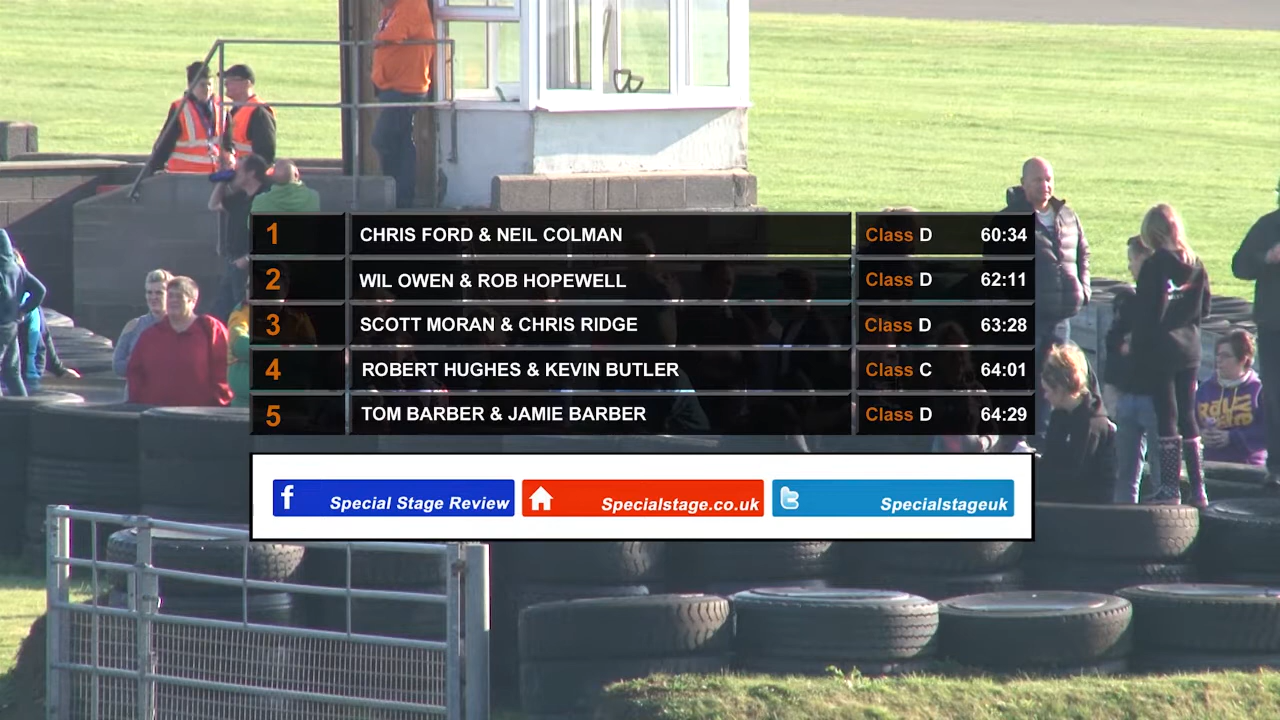 1 CHRIS FORD & NEIL COLMAN Class D 60:34
2 WIL OWEN & ROB HOPEWELL Class D 62:11
3 SCOTT MORAN & CHRIS RIDGE Class D 63:28
4 ROBERT HUGHES & KEVIN BUTLER Class C 64:01
5 TOM BARBER & JAMIE BARBER Class D 64:29
f Special Stage Review Specialstage.co.uk Specialstageuk